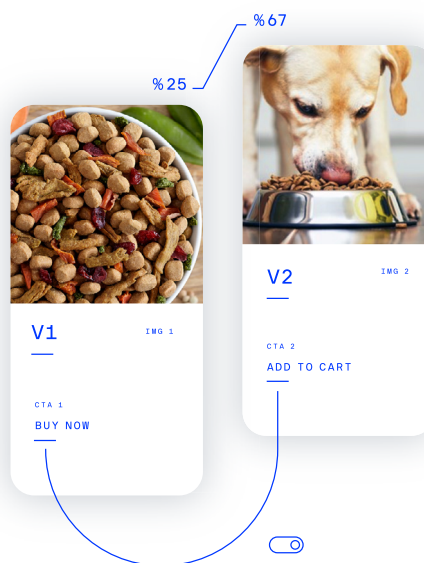 %67
%25
V1
IMG 1
CTA 1
BUY NOW
V2
IMG 2
CTA 2
ADD TO CART